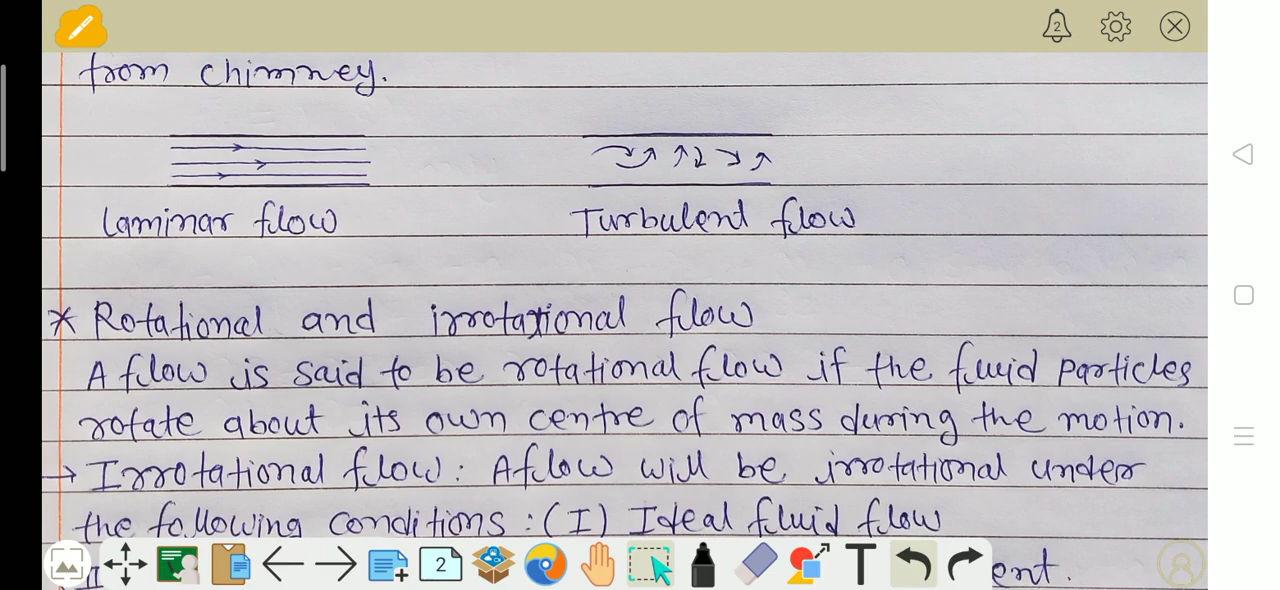 2
from chimney.
Laminar flow
Turbulent flow
* Rotational and irrotational flow
A flow is said to be rotational flow if the fluid particles
rotate about its own centre of mass during the motion.
→ Irrotational flow: A flow will be irrotational under
the following conditions: (I) Ideal fluid flow
2
T
ent.